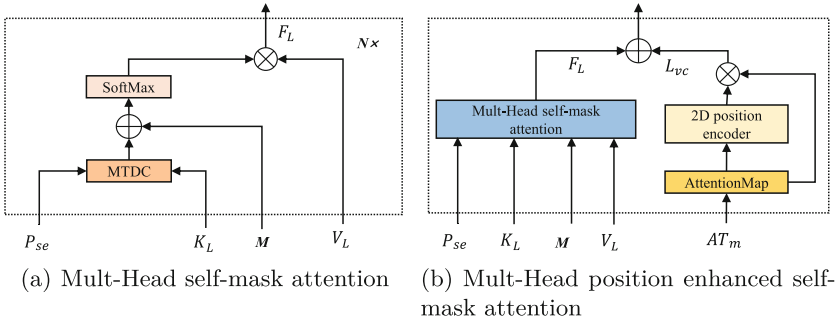 F_L
N×
SoftMax
MTDC
P_se
K_L
M
V_L
(a) Mult-Head self-mask attention
F_L
L_vc
Mult-Head self-mask
attention
2D position
encoder
AttentionMap
P_se
K_L
M
V_L
AT_m
(b) Mult-Head position enhanced self-
mask attention